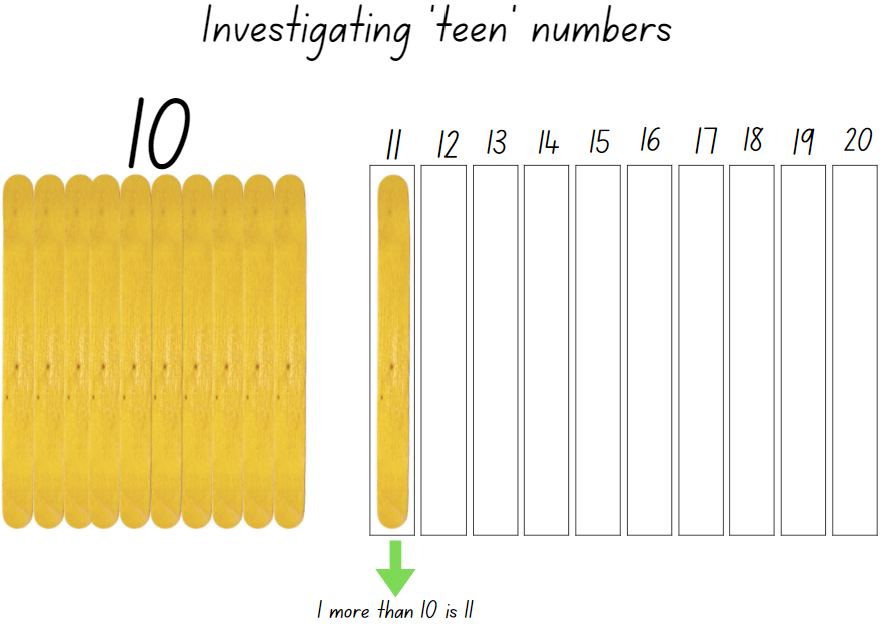 Investigating 'teen' numbers
10
11 12 13 14 15 16 17 18 19 20
1 more than 10 is 11